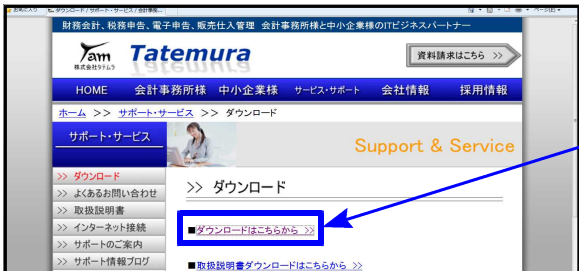 財務会計、税務申告、電子申告、販売仕入管理 会計事務所様と中小企業様のITビジネスパートナー
Tam
株式会社タテムラ
Tatemura
資料請求はこちら >>
HOME 会計事務所様 中小企業様 サービス・サポート 会社情報 採用情報
ホーム >> サポート・サービス >> ダウンロード
サポート・サービス
Support & Service
>> ダウンロード
>> よくあるお問い合わせ
>> 取扱説明書
>> インターネット接続
>> サポートのご案内
>> サポート情報ブログ
>> ダウンロード
■ダウンロードはこちらから >>
■取扱説明書ダウンロードはこちらから >>